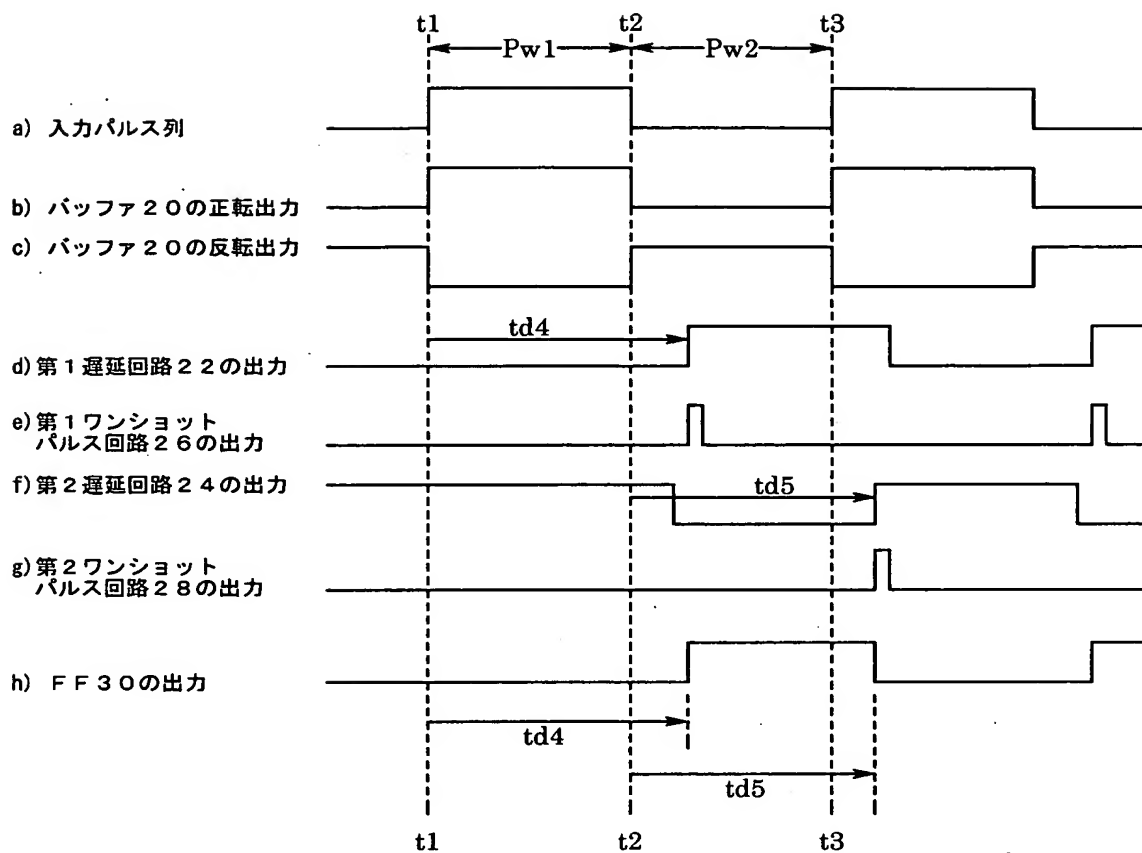 t1 t2 t3
Pw1 Pw2
a) 入力パルス列
b) バッファ20の正転出力
c) バッファ20の反転出力
td4
d) 第1遅延回路22の出力
e) 第1ワンショット
パルス回路26の出力
f) 第2遅延回路24の出力
td5
g) 第2ワンショット
パルス回路28の出力
h) FF30の出力
td4
td5
t1 t2 t3